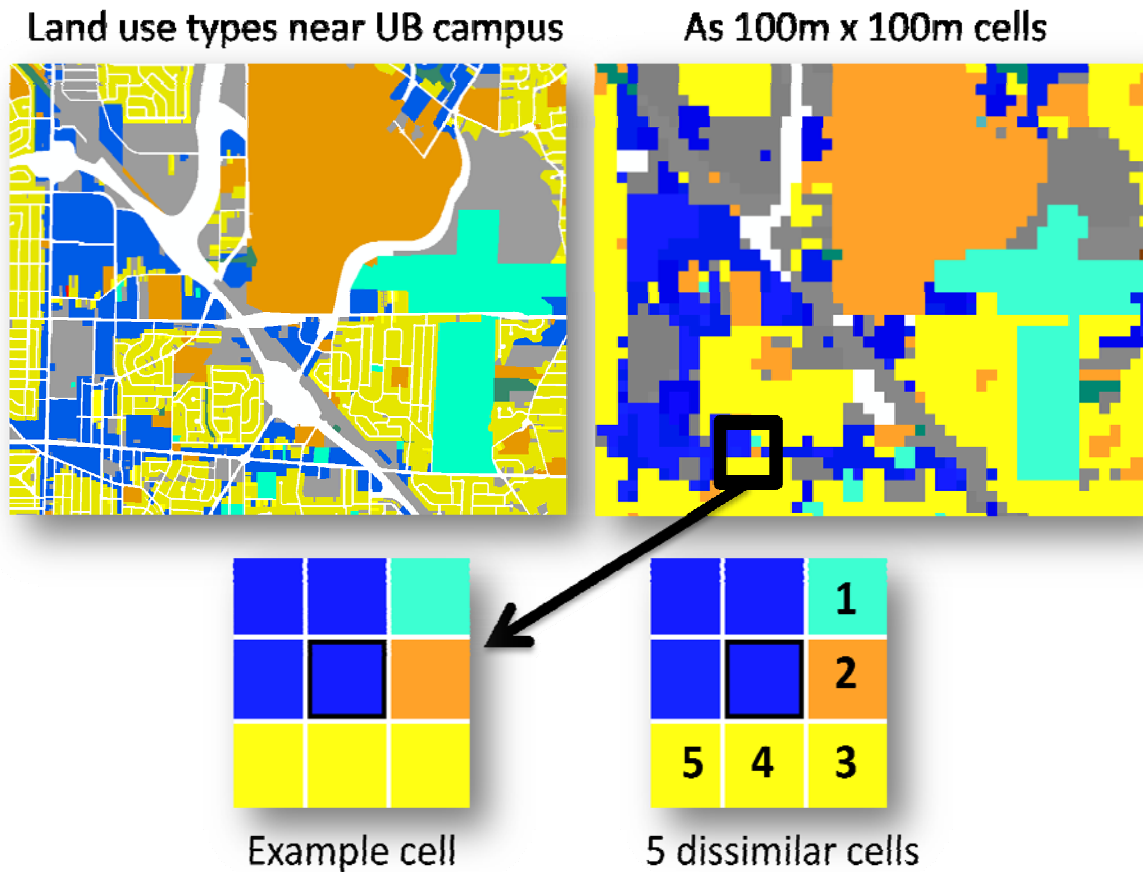 Land use types near UB campus
As 100m x 100m cells
1
2
5 4 3
Example cell
5 dissimilar cells